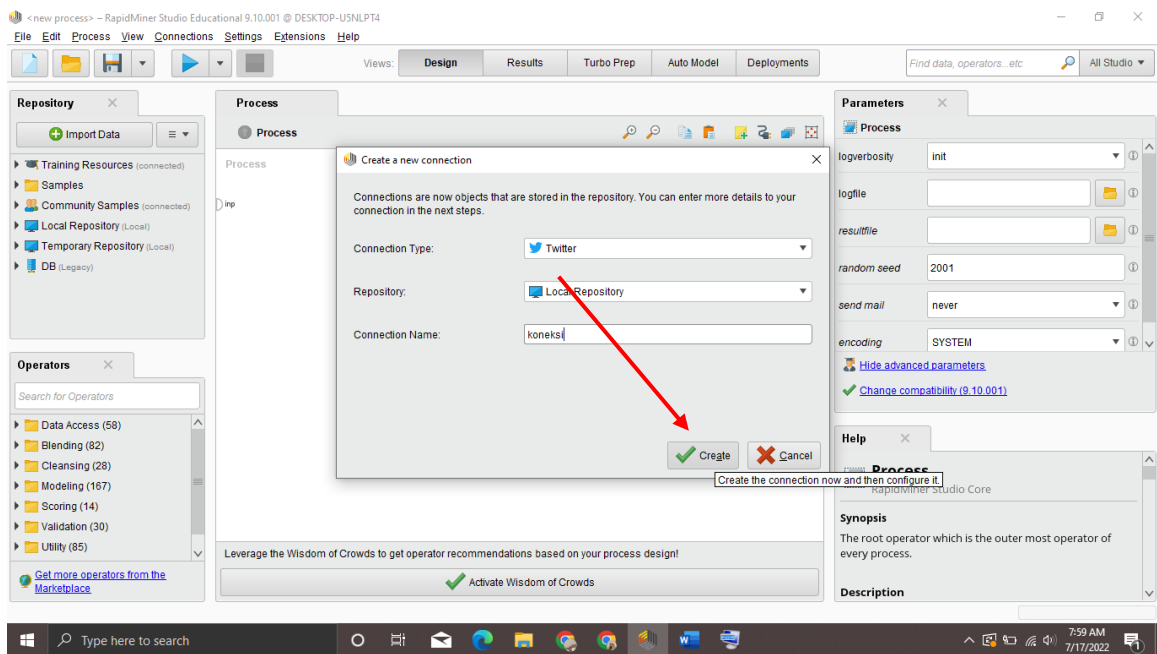 <new process> – RapidMiner Studio Educational 9.10.001 @ DESKTOP-U5NLPT4
File Edit Process View Connections Settings Extensions Help
Views: Design Results Turbo Prep Auto Model Deployments
Find data, operators...etc All Studio
Repository
Import Data
Training Resources (connected)
Samples
Community Samples (connected)
Local Repository (Local)
Temporary Repository (Local)
DB (Legacy)
Operators
Search for Operators
Data Access (58)
Blending (82)
Cleansing (28)
Modeling (167)
Scoring (14)
Validation (30)
Utility (85)
Get more operators from the
Marketplace
Process
Process
Process
inp
Create a new connection
Connections are now objects that are stored in the repository. You can enter more details to your
connection in the next steps.
Connection Type: Twitter
Repository: Local Repository
Connection Name: koneksi
Create Cancel
Create the connection now and then configure it.
Leverage the Wisdom of Crowds to get operator recommendations based on your process design!
Activate Wisdom of Crowds
Parameters
Process
logverbosity init
logfile
resultfile
random seed 2001
send mail never
encoding SYSTEM
Hide advanced parameters
Change compatibility (9.10.001)
Help
Process
RapidMiner Studio Core
Synopsis
The root operator which is the outer most operator of
every process.
Description
Type here to search
7:59 AM
7/17/2022